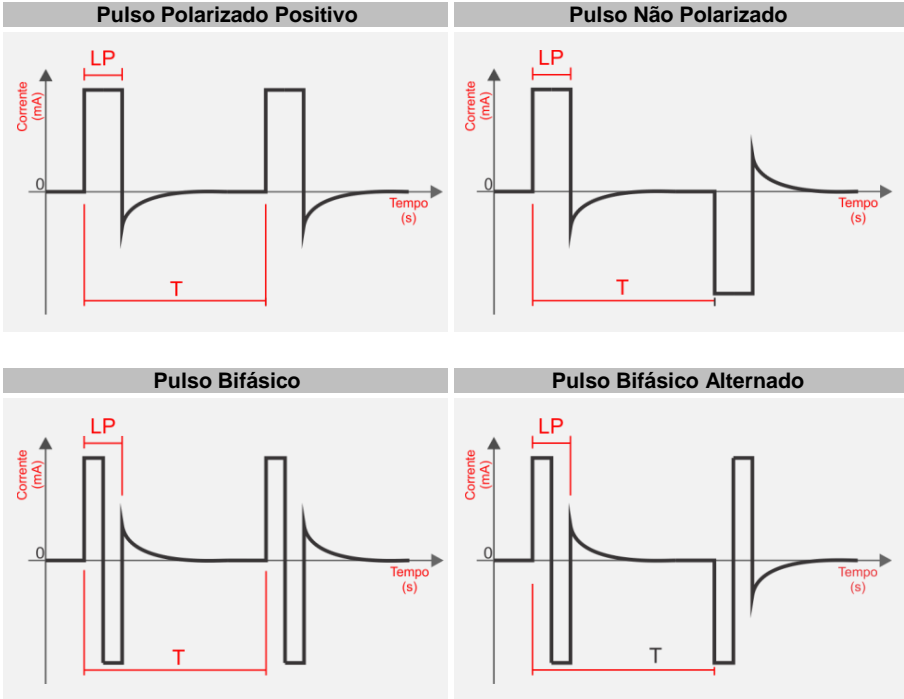 Pulso Polarizado Positivo
LP
Corrente
(mA)
0
Tempo
(s)
T
Pulso Não Polarizado
LP
Corrente
(mA)
0
Tempo
(s)
T
Pulso Bifásico
LP
Corrente
(mA)
0
Tempo
(s)
T
Pulso Bifásico Alternado
LP
Corrente
(mA)
0
Tempo
(s)
T